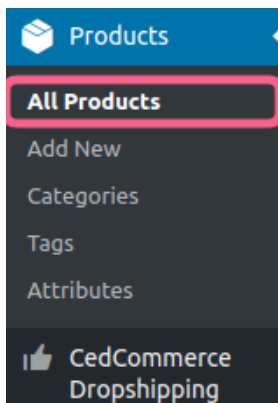 Products
All Products
Add New
Categories
Tags
Attributes
CedCommerce
Dropshipping